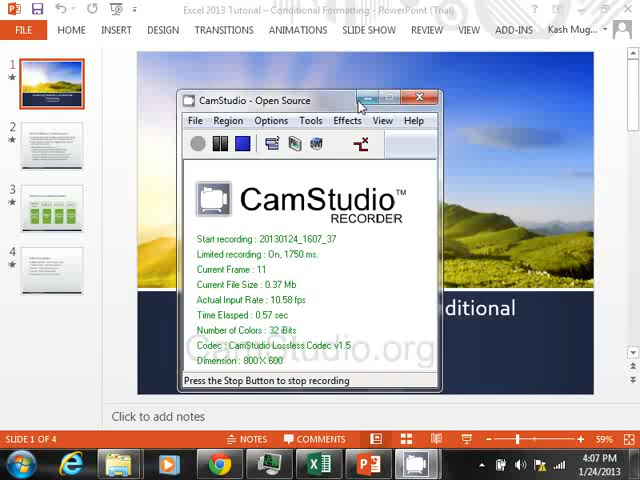 Excel 2013 Tutorial – Conditional Formatting - PowerPoint (Trial)
FILE HOME INSERT DESIGN TRANSITIONS ANIMATIONS SLIDE SHOW REVIEW VIEW ADD-INS Kash Mug...
1
2
3
4
CamStudio - Open Source
File Region Options Tools Effects View Help
CamStudio™
RECORDER
Start recording : 20130124_1607_37
Limited recording : On, 1750 ms.
Current Frame : 11
Current File Size : 0.37 Mb
Actual Input Rate : 10.58 fps
Time Elasped : 0.57 sec
Number of Colors : 32 iBits
Codec : CamStudio Lossless Codec v1.5
Dimension : 800 X 600
CamStudio.org
Press the Stop Button to stop recording
ditional
Click to add notes
SLIDE 1 OF 4 NOTES COMMENTS 59%
4:07 PM
1/24/2013